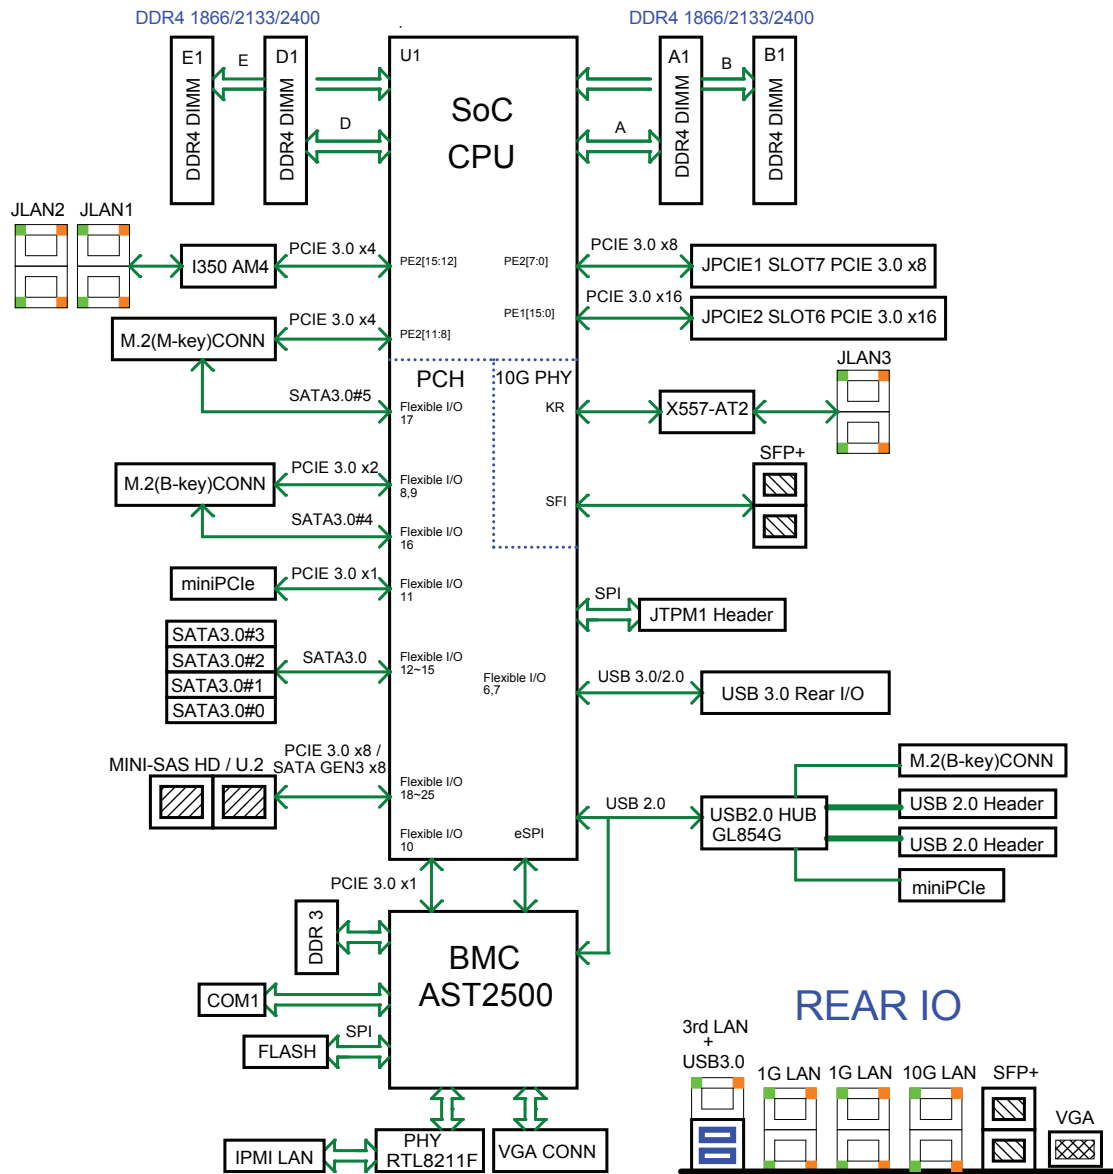 DDR4 1866/2133/2400
DDR4 1866/2133/2400
E1
DDR4 DIMM
E
D1
DDR4 DIMM
D
U1
SoC
CPU
A
A1
DDR4 DIMM
B
B1
DDR4 DIMM
JLAN2
JLAN1
I350 AM4
PCIE 3.0 x4
PE2[15:12]
PE2[7:0]
PCIE 3.0 x8
JPCIE1 SLOT7 PCIE 3.0 x8
PE1[15:0]
PCIE 3.0 x16
JPCIE2 SLOT6 PCIE 3.0 x16
M.2(M-key)CONN
PCIE 3.0 x4
PE2[11:8]
SATA3.0#5
PCH
Flexible I/O
17
10G PHY
KR
X557-AT2
JLAN3
M.2(B-key)CONN
PCIE 3.0 x2
Flexible I/O
8,9
SATA3.0#4
Flexible I/O
16
SFI
SFP+
miniPCIe
PCIE 3.0 x1
Flexible I/O
11
SPI
JTPM1 Header
SATA3.0#3
SATA3.0#2
SATA3.0#1
SATA3.0#0
SATA3.0
Flexible I/O
12~15
Flexible I/O
6,7
USB 3.0/2.0
USB 3.0 Rear I/O
MINI-SAS HD / U.2
PCIE 3.0 x8 /
SATA GEN3 x8
Flexible I/O
18~25
Flexible I/O
10
eSPI
USB 2.0
USB2.0 HUB
GL854G
M.2(B-key)CONN
USB 2.0 Header
USB 2.0 Header
miniPCIe
PCIE 3.0 x1
DDR 3
BMC
AST2500
COM1
SPI
FLASH
IPMI LAN
PHY
RTL8211F
VGA CONN
REAR IO
3rd LAN
+
USB3.0
1G LAN
1G LAN
10G LAN
SFP+
VGA